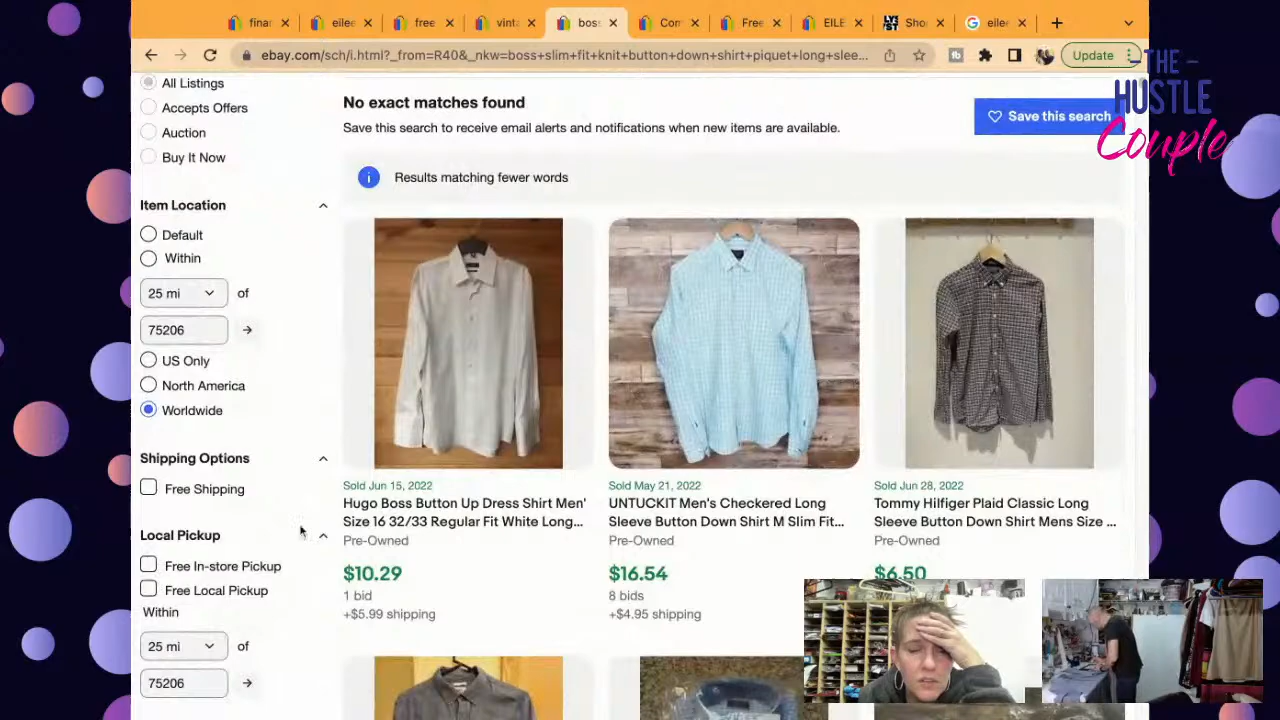 finar
eilee
free
vinta
boss
Com
Free
EILE
Sho
eilee
ebay.com/sch/i.html?_from=R40&_nkw=boss+slim+fit+knit+button+down+shirt+piquet+long+slee...
Update
THE
HUSTLE
Couple
All Listings
Accepts Offers
Auction
Buy It Now
No exact matches found
Save this search to receive email alerts and notifications when new items are available.
Save this search
Results matching fewer words
Item Location
Default
Within
25 mi
of
75206
US Only
North America
Worldwide
Shipping Options
Free Shipping
Local Pickup
Free In-store Pickup
Free Local Pickup
Within
25 mi
of
75206
Sold Jun 15, 2022
Hugo Boss Button Up Dress Shirt Men'
Size 16 32/33 Regular Fit White Long...
Pre-Owned
$10.29
1 bid
+$5.99 shipping
Sold May 21, 2022
UNTUCKIT Men's Checkered Long
Sleeve Button Down Shirt M Slim Fit...
Pre-Owned
$16.54
8 bids
+$4.95 shipping
Sold Jun 28, 2022
Tommy Hilfiger Plaid Classic Long
Sleeve Button Down Shirt Mens Size ...
Pre-Owned
$6.50